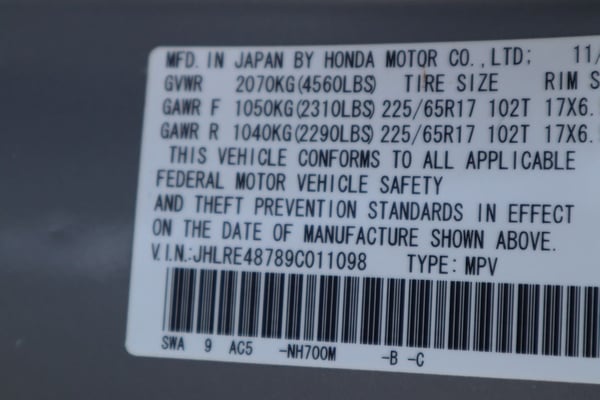 MFD. IN JAPAN BY HONDA MOTOR CO.,LTD; 11/
GVWR 2070KG(4560LBS) TIRE SIZE RIM S
GAWR F 1050KG(2310LBS) 225/65R17 102T 17X6.
GAWR R 1040KG(2290LBS) 225/65R17 102T 17X6.
THIS VEHICLE CONFORMS TO ALL APPLICABLE
FEDERAL MOTOR VEHICLE SAFETY
AND THEFT PREVENTION STANDARDS IN EFFECT
ON THE DATE OF MANUFACTURE SHOWN ABOVE.
V.I.N.:JHLRE48789C011098 TYPE: MPV
SWA 9 AC5 -NH700M -B -C